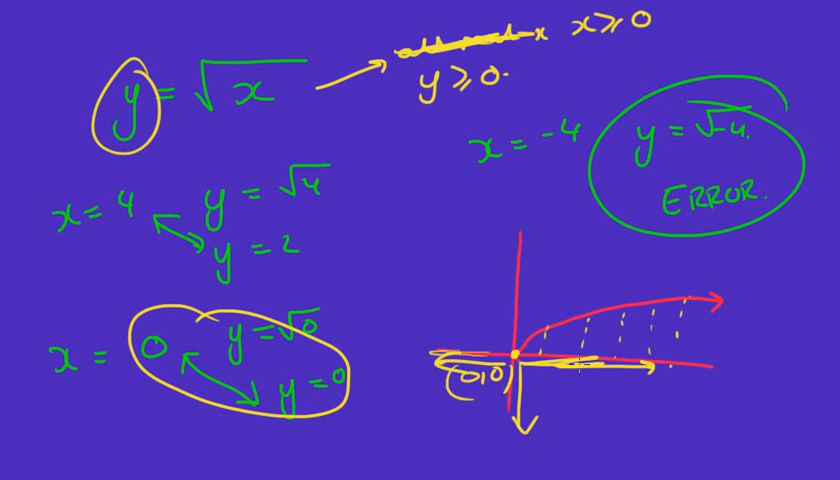 x ≥ 0
y = √x
y ≥ 0
x = -4
y = √-4
ERROR.
x = 4
y = √4
y = 2
x = 0
y = √0
y = 0
(0,0)